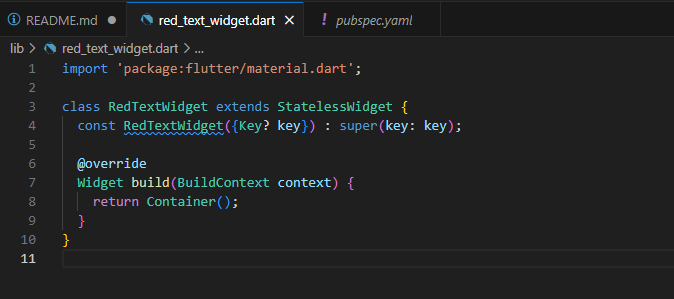 README.md
red_text_widget.dart
! pubspec.yaml
lib > red_text_widget.dart > ...
1 import 'package:flutter/material.dart';
2
3 class RedTextWidget extends StatelessWidget {
4 const RedTextWidget({Key? key}) : super(key: key);
5
6 @override
7 Widget build(BuildContext context) {
8 return Container();
9 }
10 }
11